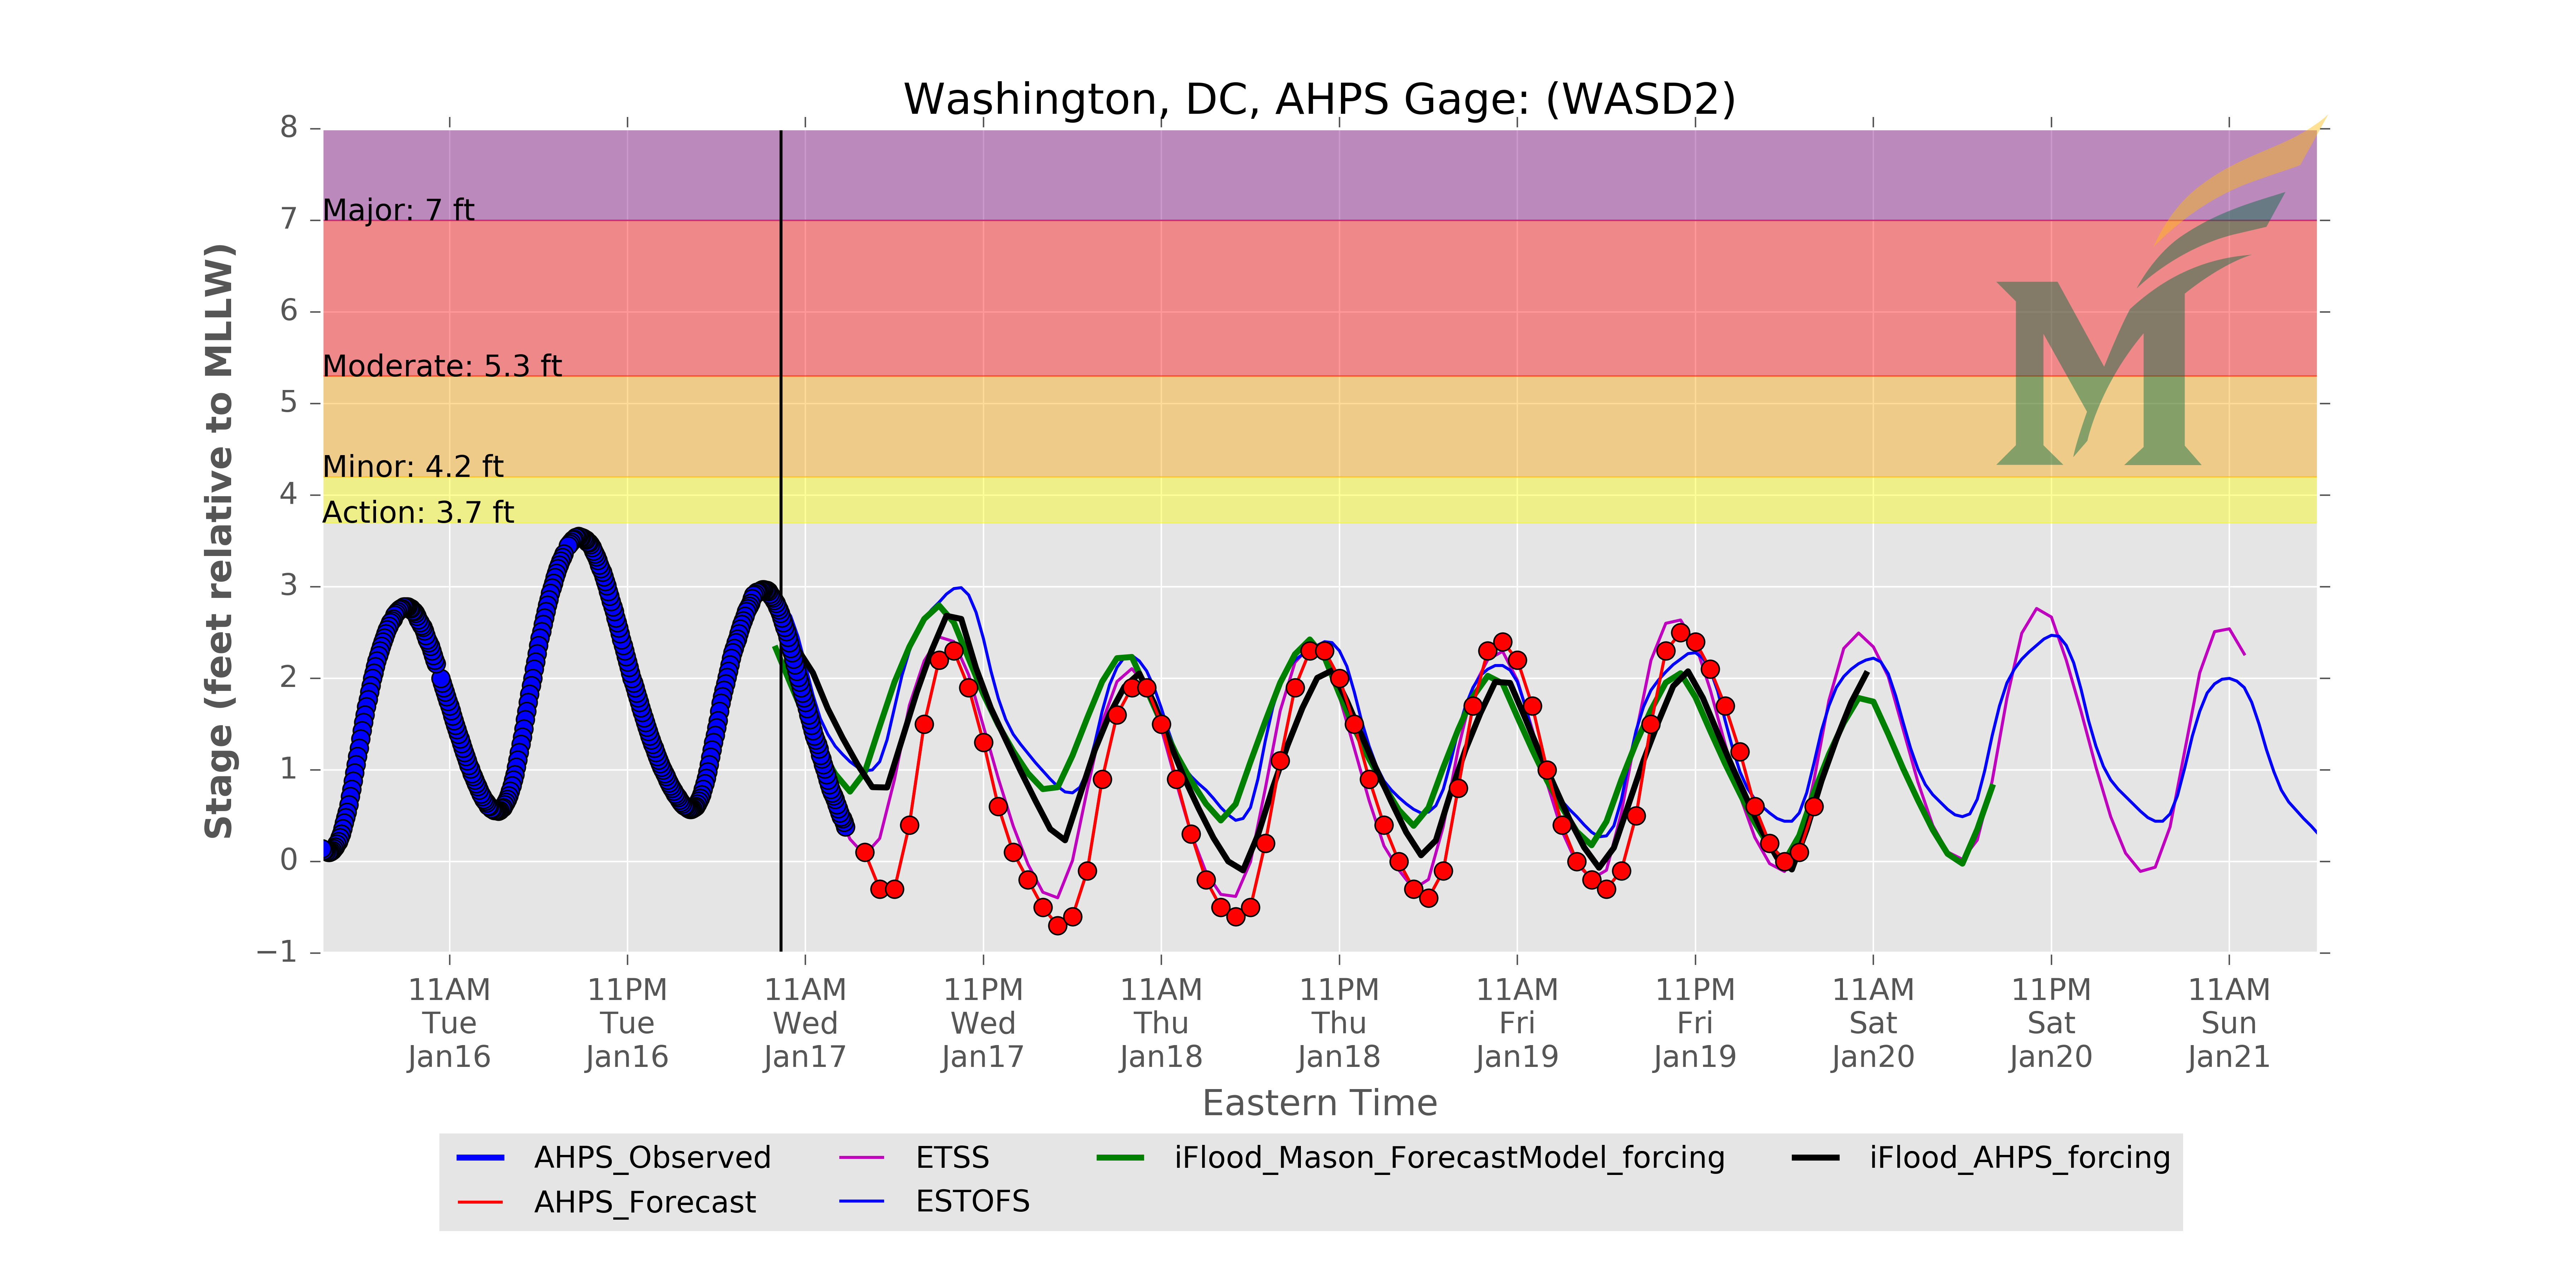 Washington, DC, AHPS Gage: (WASD2)
8
7
6
5
4
3
2
1
0
−1
Stage (feet relative to MLLW)
Major: 7 ft
Moderate: 5.3 ft
Minor: 4.2 ft
Action: 3.7 ft
M
11AM 11PM 11AM 11PM 11AM 11PM 11AM 11PM 11AM 11PM 11AM
Tue Tue Wed Wed Thu Thu Fri Fri Sat Sat Sun
Jan16 Jan16 Jan17 Jan17 Jan18 Jan18 Jan19 Jan19 Jan20 Jan20 Jan21
Eastern Time
AHPS_Observed ETSS iFlood_Mason_ForecastModel_forcing iFlood_AHPS_forcing
AHPS_Forecast ESTOFS